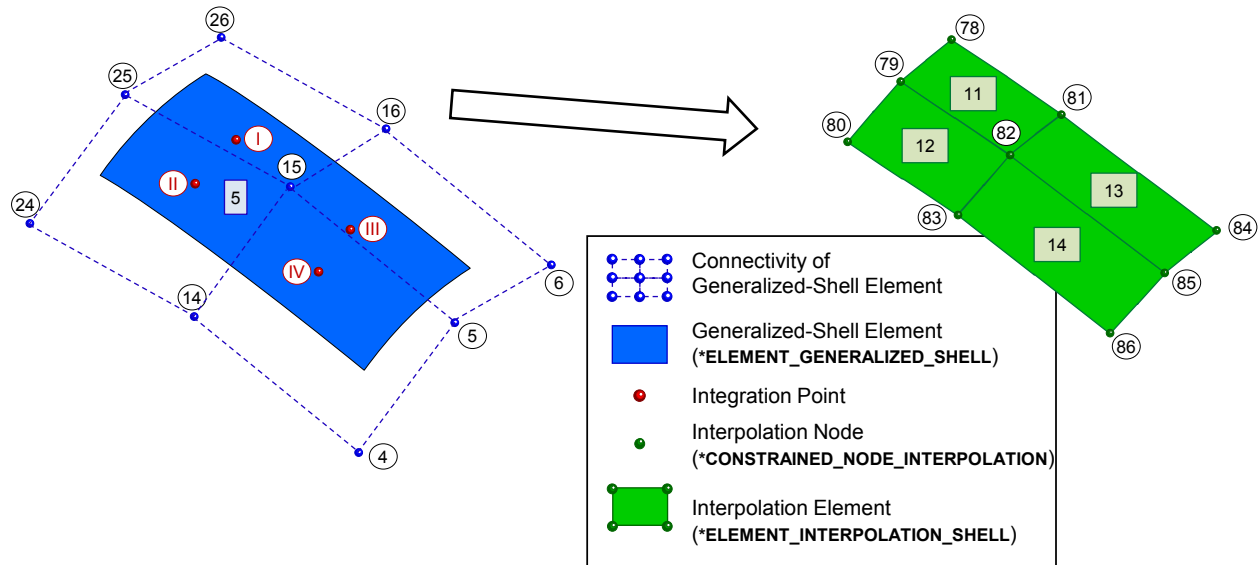 26
25
16
I
15
II
5
24
III
IV
14
6
5
4
78
79
11
81
80
12
82
13
83
84
14
85
86
Connectivity of
Generalized-Shell Element
Generalized-Shell Element
(*ELEMENT_GENERALIZED_SHELL)
Integration Point
Interpolation Node
(*CONSTRAINED_NODE_INTERPOLATION)
Interpolation Element
(*ELEMENT_INTERPOLATION_SHELL)